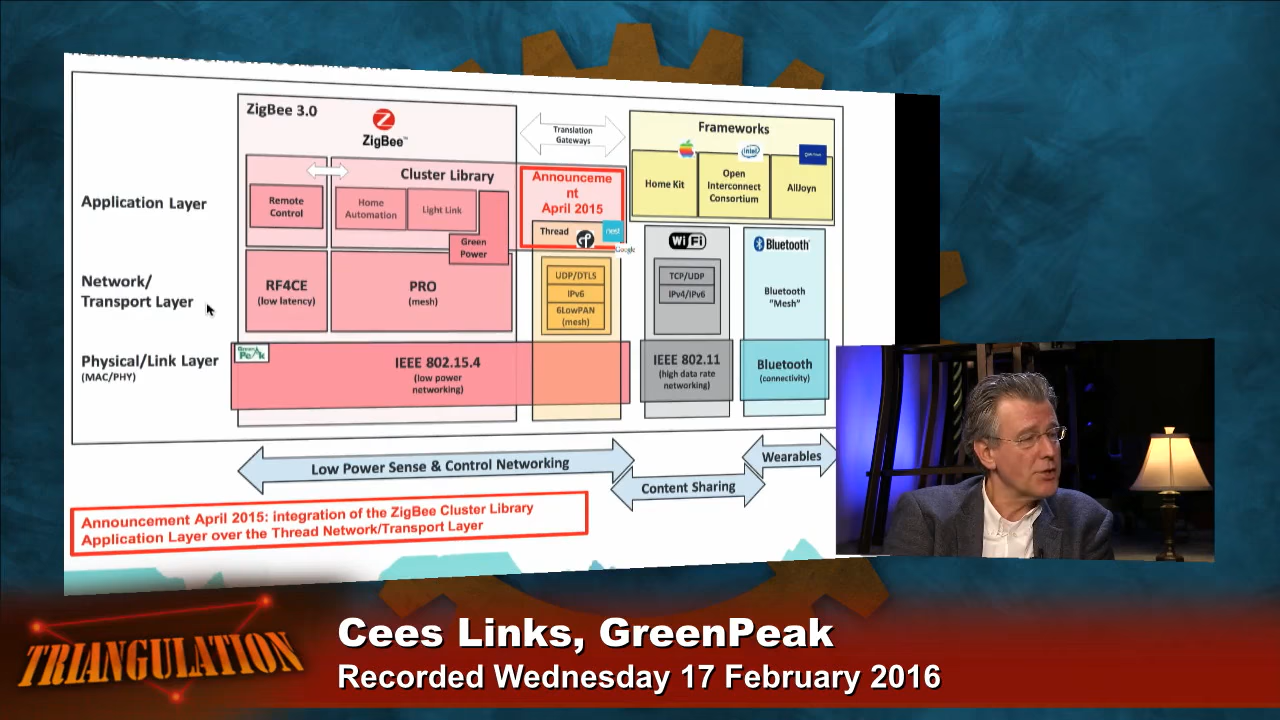 ZigBee 3.0
ZigBee™
Translation
Gateways
Frameworks
intel
Application Layer
Cluster Library
Remote
Control
Home
Automation
Light Link
Green
Power
Announceme
nt
April 2015
Thread
nest
Google
Home Kit
Open
Interconnect
Consortium
AllJoyn
Network/
Transport Layer
RF4CE
(low latency)
PRO
(mesh)
UDP/DTLS
IPv6
6LowPAN
(mesh)
WiFi
TCP/UDP
IPv4/IPv6
Bluetooth
Bluetooth
"Mesh"
Physical/Link Layer
(MAC/PHY)
Green
Peak
IEEE 802.15.4
(low power
networking)
IEEE 802.11
(high data rate
networking)
Bluetooth
(connectivity)
Low Power Sense & Control Networking
Content Sharing
Wearables
Announcement April 2015: integration of the ZigBee Cluster Library
Application Layer over the Thread Network/Transport Layer
TRIANGULATION
Cees Links, GreenPeak
Recorded Wednesday 17 February 2016